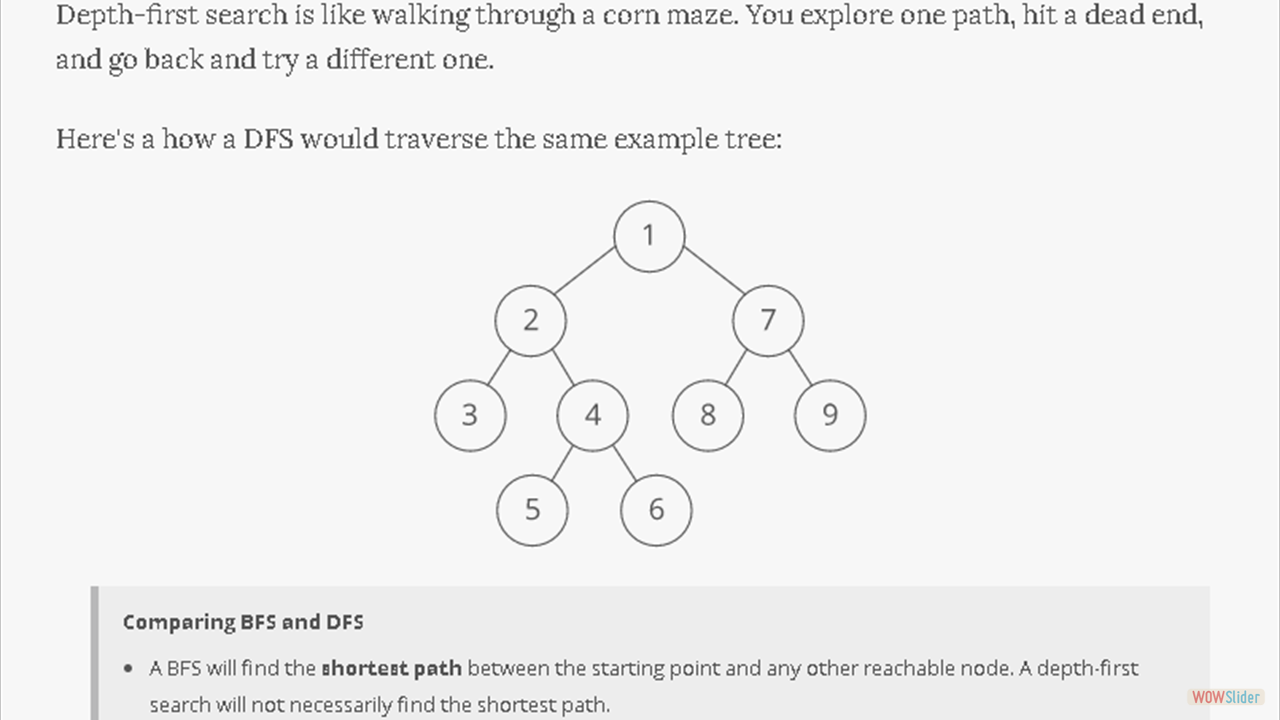 Depth-first search is like walking through a corn maze. You explore one path, hit a dead end,
and go back and try a different one.
Here's a how a DFS would traverse the same example tree:
1
2 7
3 4 8 9
5 6
Comparing BFS and DFS
• A BFS will find the shortest path between the starting point and any other reachable node. A depth-first
search will not necessarily find the shortest path.
WOWSlider